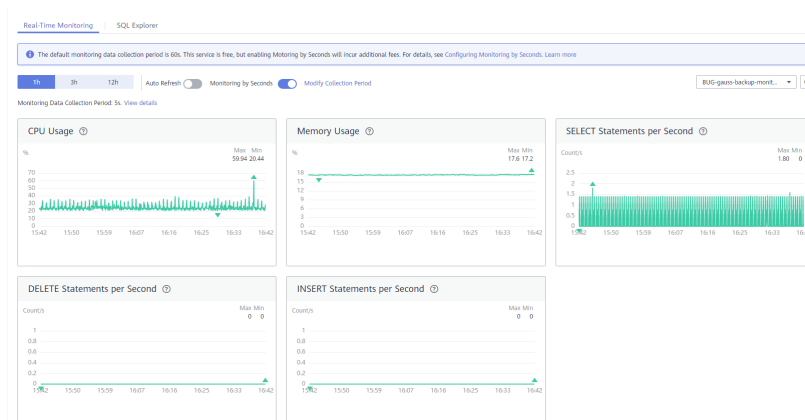 Real-Time Monitoring SQL Explorer
The default monitoring data collection period is 60s. This service is free, but enabling Motoring by Seconds will incur additional fees. For details, see Configuring Monitoring by Seconds. Learn more
1h 3h 12h Auto Refresh Monitoring by Seconds Modify Collection Period BUG-gauss-backup-monit...
Monitoring Data Collection Period: 5s. View details
CPU Usage
% Max Min
59.94 20.44
70
60
50
40
30
20
10
0
15:42 15:50 15:59 16:07 16:16 16:25 16:33 16:42
Memory Usage
% Max Min
17.6 17.2
18
15
12
9
6
3
0
15:42 15:50 15:59 16:07 16:16 16:25 16:33 16:42
SELECT Statements per Second
Count/s Max Min
1.80 0
2.5
2
1.5
1
0.5
0
15:42 15:50 15:59 16:07 16:16 16:25 16:33
DELETE Statements per Second
Count/s Max Min
0 0
1
0.8
0.6
0.4
0.2
0
15:42 15:50 15:59 16:07 16:16 16:25 16:33 16:42
INSERT Statements per Second
Count/s Max Min
0 0
1
0.8
0.6
0.4
0.2
0
15:42 15:50 15:59 16:07 16:16 16:25 16:33 16:42